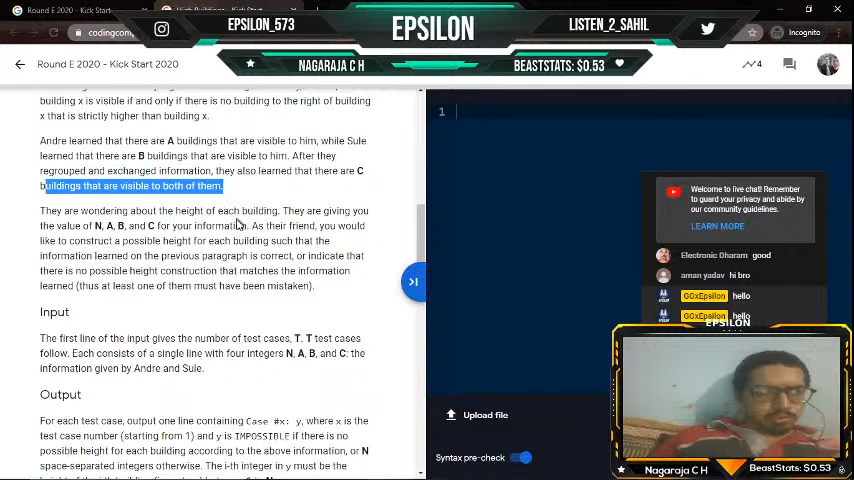 Round E 2020 - Kick Start 2020
Incognito
EPSILON_573
EPSILON
LISTEN_2_SAHIL
codingcom
NAGARAJA C H
BEASTSTATS: $0.53
Round E 2020 - Kick Start 2020
4
building x is visible if and only if there is no building to the right of building
x that is strictly higher than building x.
Andre learned that there are A buildings that are visible to him, while Sule
learned that there are B buildings that are visible to him. After they
regrouped and exchanged information, they also learned that there are C
buildings that are visible to both of them.
They are wondering about the height of each building. They are giving you
the value of N, A, B, and C for your information. As their friend, you would
like to construct a possible height for each building such that the
information learned on the previous paragraph is correct, or indicate that
there is no possible height construction that matches the information
learned (thus at least one of them must have been mistaken).
Input
The first line of the input gives the number of test cases, T. T test cases
follow. Each consists of a single line with four integers N, A, B, and C: the
information given by Andre and Sule.
Output
For each test case, output one line containing Case #x: y, where x is the
test case number (starting from 1) and y is IMPOSSIBLE if there is no
possible height for each building according to the above information, or N
space-separated integers otherwise. The i-th integer in y must be the
1
Welcome to live chat! Remember
to guard your privacy and abide by
our community guidelines.
LEARN MORE
Electronic Dharam good
aman yadav hi bro
GGxEpsilon hello
GGxEpsilon hello
EPSILON
Upload file
Syntax pre-check
Nagaraja C H
BeastStats: $0.53